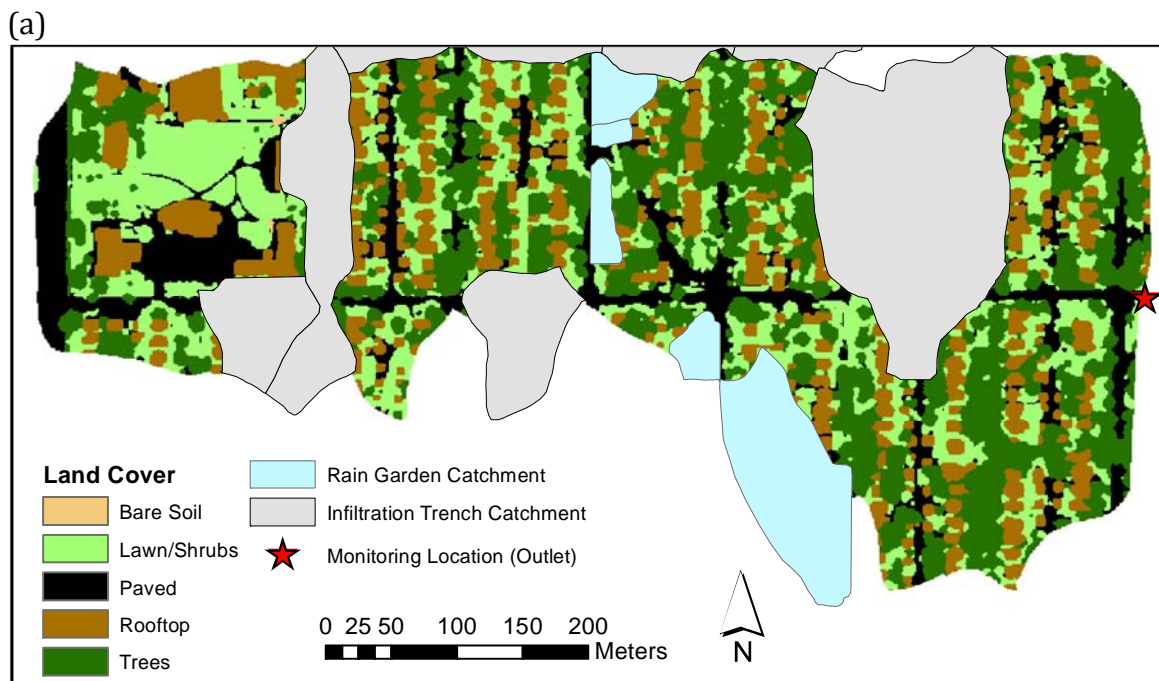 (a)
Land Cover
Bare Soil
Lawn/Shrubs
Paved
Rooftop
Trees
Rain Garden Catchment
Infiltration Trench Catchment
Monitoring Location (Outlet)
0 25 50 100 150 200
Meters
N